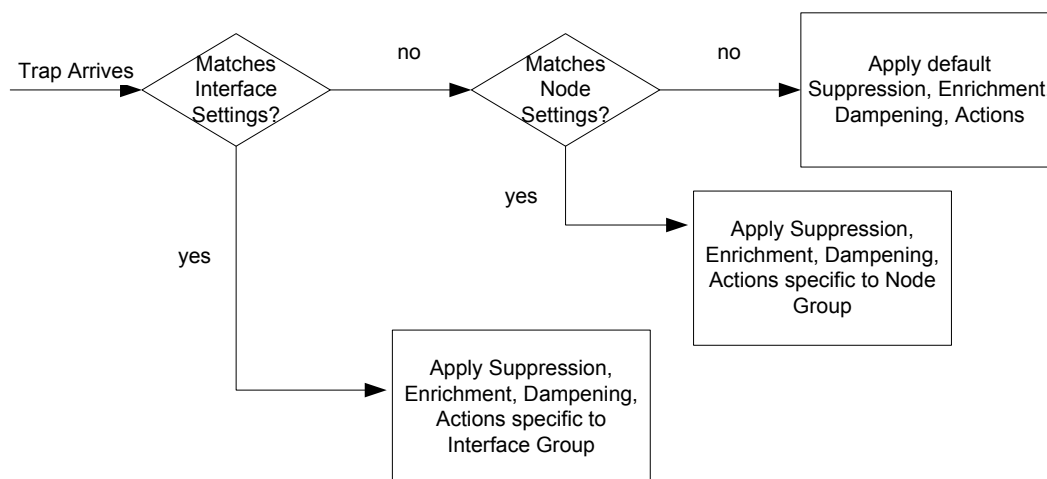 Trap Arrives
Matches
Interface
Settings?
no
Matches
Node
Settings?
no
Apply default
Suppression, Enrichment,
Dampening, Actions
yes
Apply Suppression,
Enrichment, Dampening,
Actions specific to Node
Group
yes
Apply Suppression,
Enrichment, Dampening,
Actions specific to
Interface Group